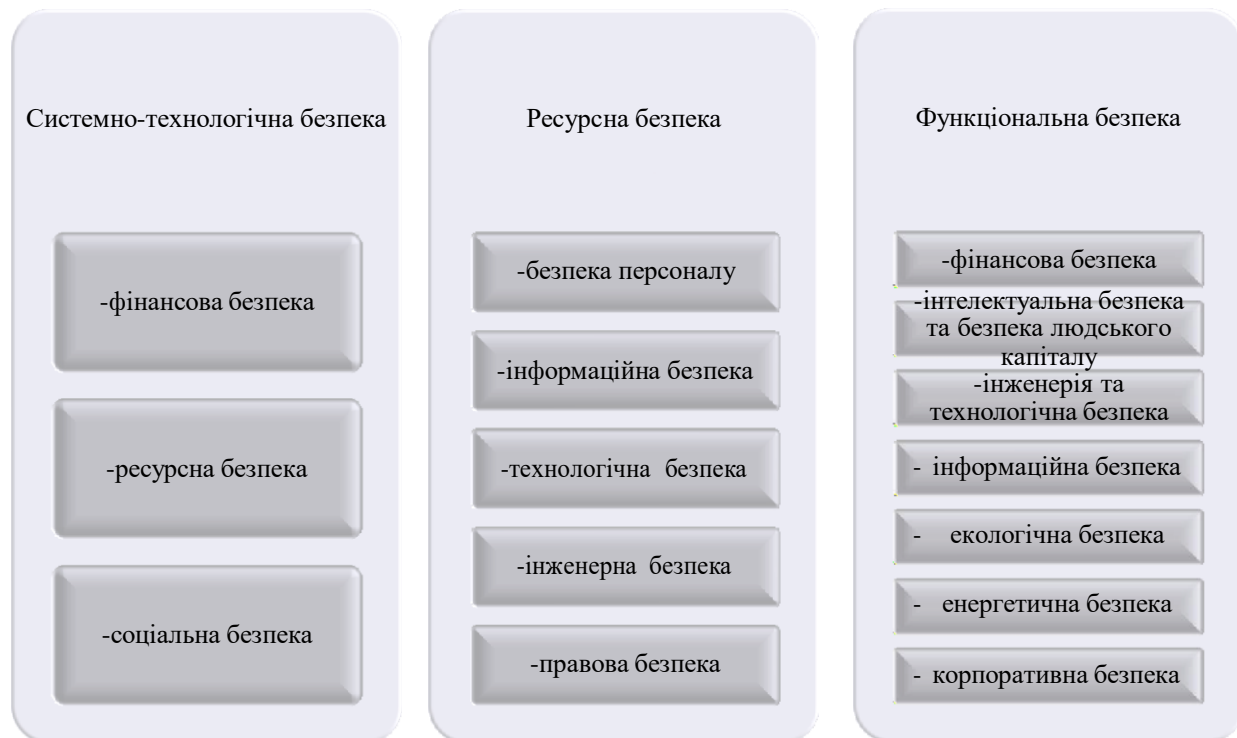 Системно-технологічна безпека
-фінансова безпека
-ресурсна безпека
-соціальна безпека
Ресурсна безпека
-безпека персоналу
-інформаційна безпека
-технологічна безпека
-інженерна безпека
-правова безпека
Функціональна безпека
-фінансова безпека
-інтелектуальна безпека
та безпека людського
капіталу
-інженерія та
технологічна безпека
- інформаційна безпека
- екологічна безпека
- енергетична безпека
- корпоративна безпека